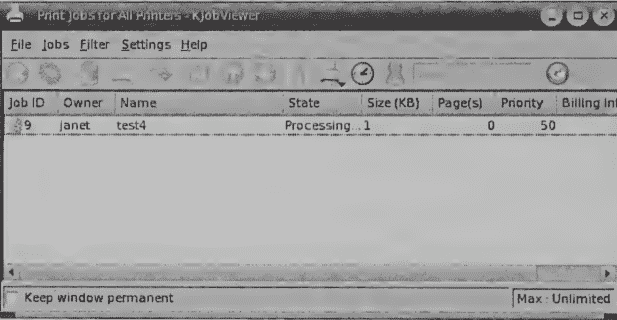 Print Jobs for All Printers - KJobViewer
File Jobs Filter Settings Help
Job ID Owner Name State Size (KB) Page(s) Priority Billing Inf
9 janet test4 Processing... 1 0 50
Keep window permanent Max : Unlimited